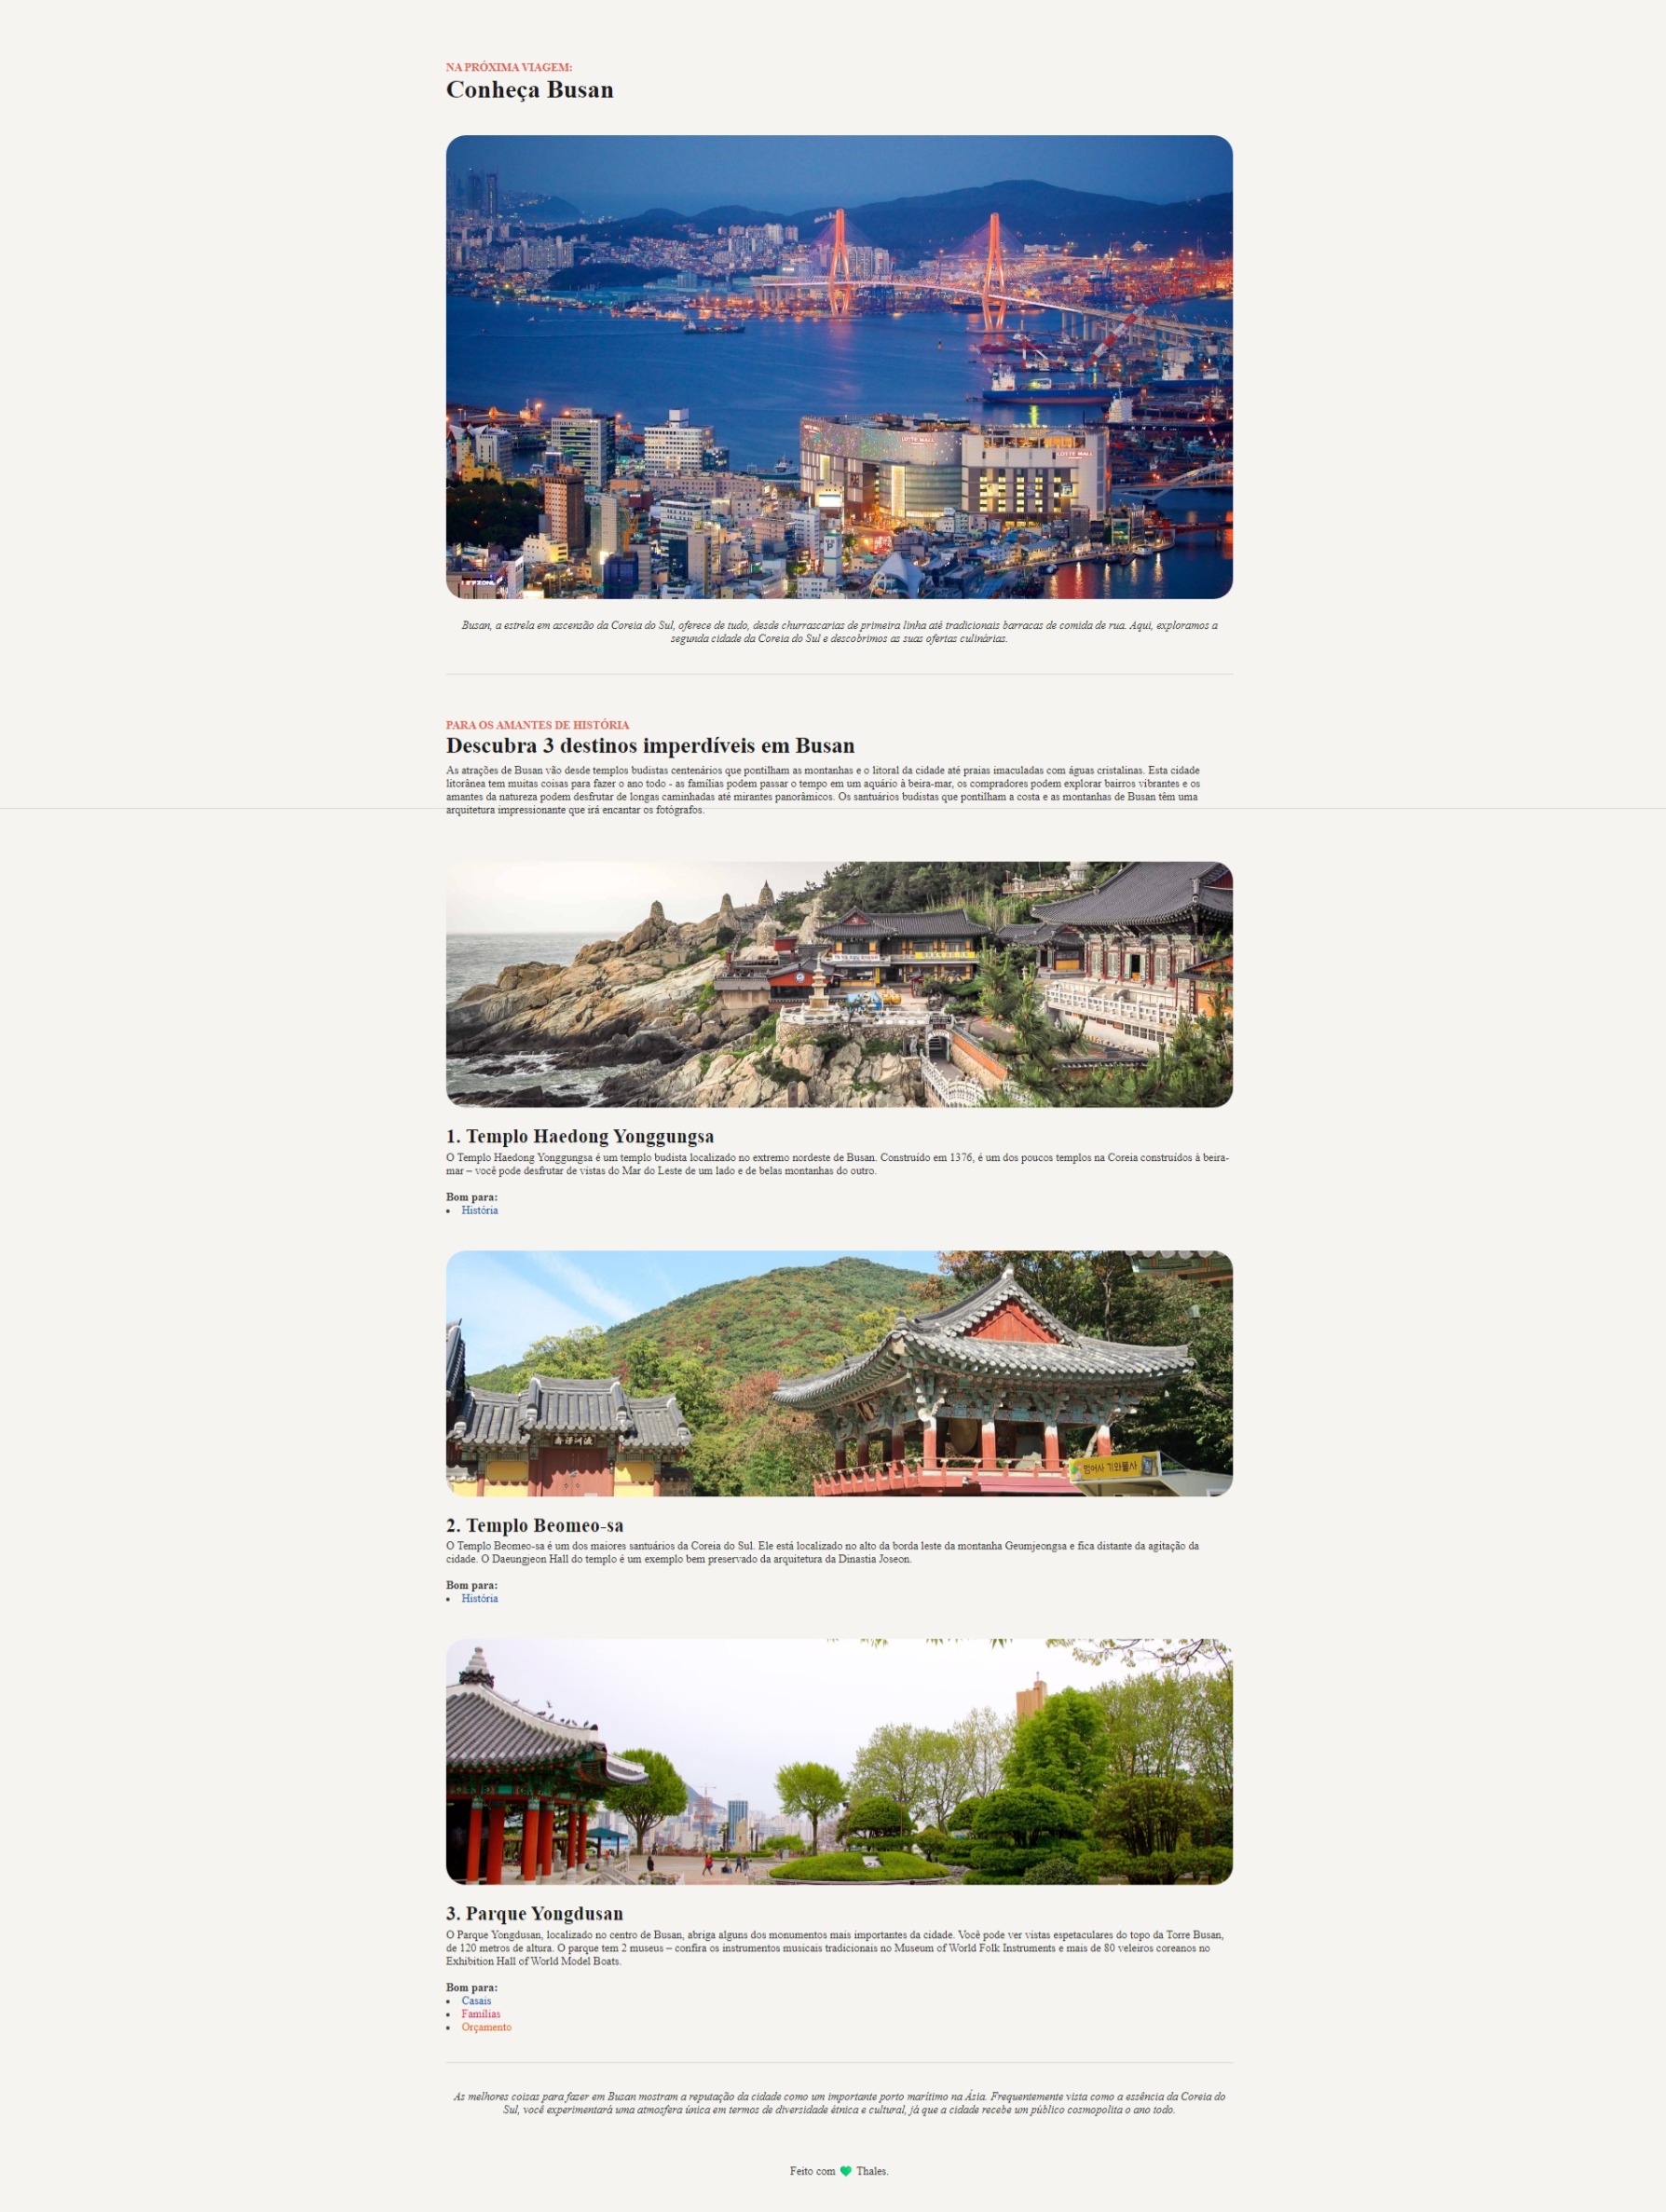 NA PRÓXIMA VIAGEM:
Conheça Busan
LOTTE MALL
LOTTE MALL
Busan, a estrela em ascensão da Coreia do Sul, oferece de tudo, desde churrascarias de primeira linha até tradicionais barracas de comida de rua. Aqui, exploramos a
segunda cidade da Coreia do Sul e descobrimos as suas ofertas culinárias.
PARA OS AMANTES DE HISTÓRIA
Descubra 3 destinos imperdíveis em Busan
As atrações de Busan vão desde templos budistas centenários que pontilham as montanhas e o litoral da cidade até praias imaculadas com águas cristalinas. Esta cidade
litorânea tem muitas coisas para fazer o ano todo - as famílias podem passar o tempo em um aquário à beira-mar, os compradores podem explorar bairros vibrantes e os
amantes da natureza podem desfrutar de longas caminhadas até mirantes panorâmicos. Os santuários budistas que pontilham a costa e as montanhas de Busan têm uma
arquitetura impressionante que irá encantar os fotógrafos.
1. Templo Haedong Yonggungsa
O Templo Haedong Yonggungsa é um templo budista localizado no extremo nordeste de Busan. Construído em 1376, é um dos poucos templos na Coreia construídos à beira-
mar – você pode desfrutar de vistas do Mar do Leste de um lado e de belas montanhas do outro.
Bom para:
• História
범어사 기와불사
2. Templo Beomeo-sa
O Templo Beomeo-sa é um dos maiores santuários da Coreia do Sul. Ele está localizado no alto da borda leste da montanha Geumjeongsa e fica distante da agitação da
cidade. O Daeungjeon Hall do templo é um exemplo bem preservado da arquitetura da Dinastia Joseon.
Bom para:
• História
3. Parque Yongdusan
O Parque Yongdusan, localizado no centro de Busan, abriga alguns dos monumentos mais importantes da cidade. Você pode ver vistas espetaculares do topo da Torre Busan,
de 120 metros de altura. O parque tem 2 museus – confira os instrumentos musicais tradicionais no Museum of World Folk Instruments e mais de 80 veleiros coreanos no
Exhibition Hall of World Model Boats.
Bom para:
• Casais
• Famílias
• Orçamento
As melhores coisas para fazer em Busan mostram a reputação da cidade como um importante porto marítimo na Ásia. Frequentemente vista como a essência da Coreia do
Sul, você experimentará uma atmosfera única em termos de diversidade étnica e cultural, já que a cidade recebe um público cosmopolita o ano todo.
Feito com 💚 Thales.